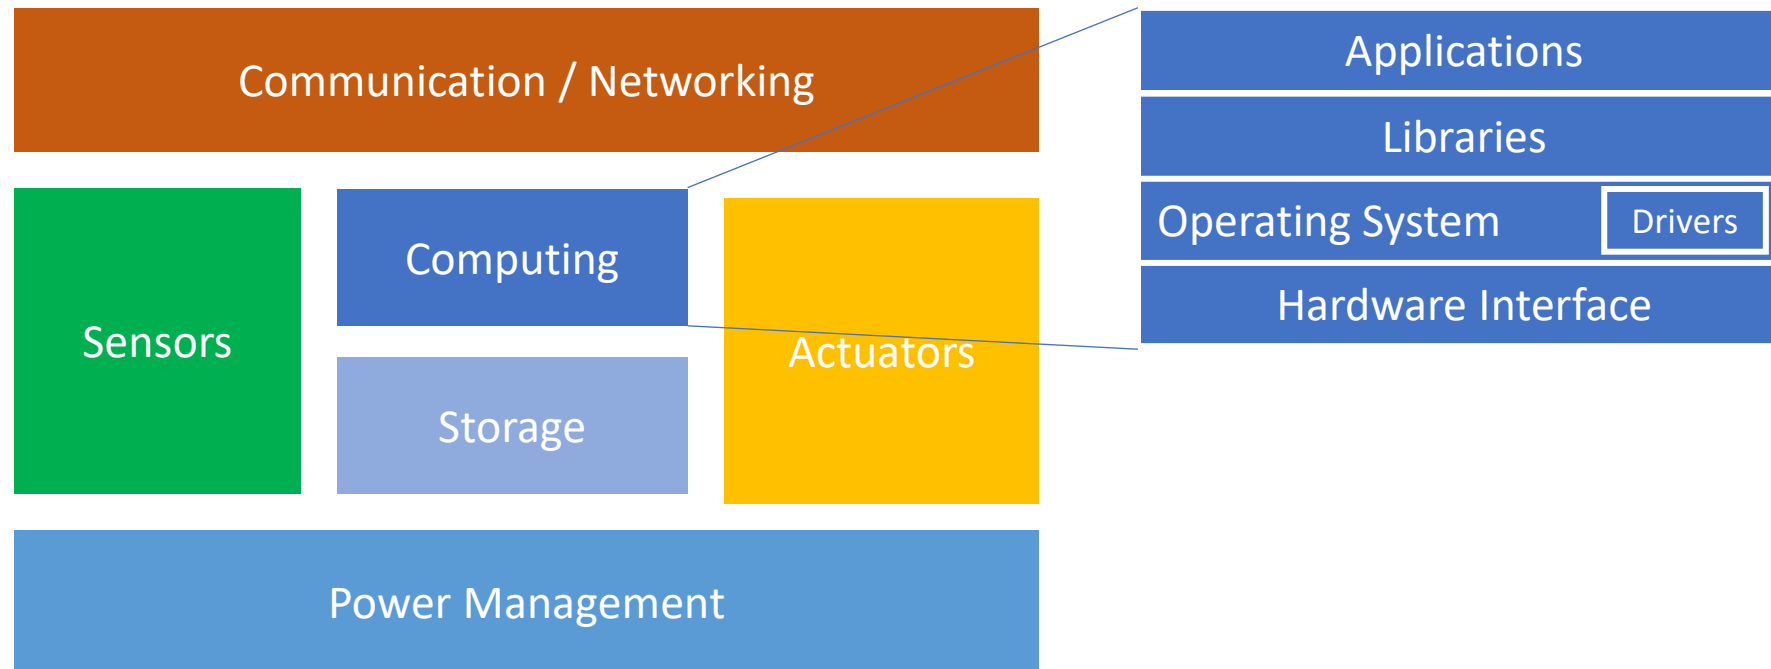 Communication / Networking
Sensors
Computing
Storage
Actuators
Power Management
Applications
Libraries
Operating System
Drivers
Hardware Interface